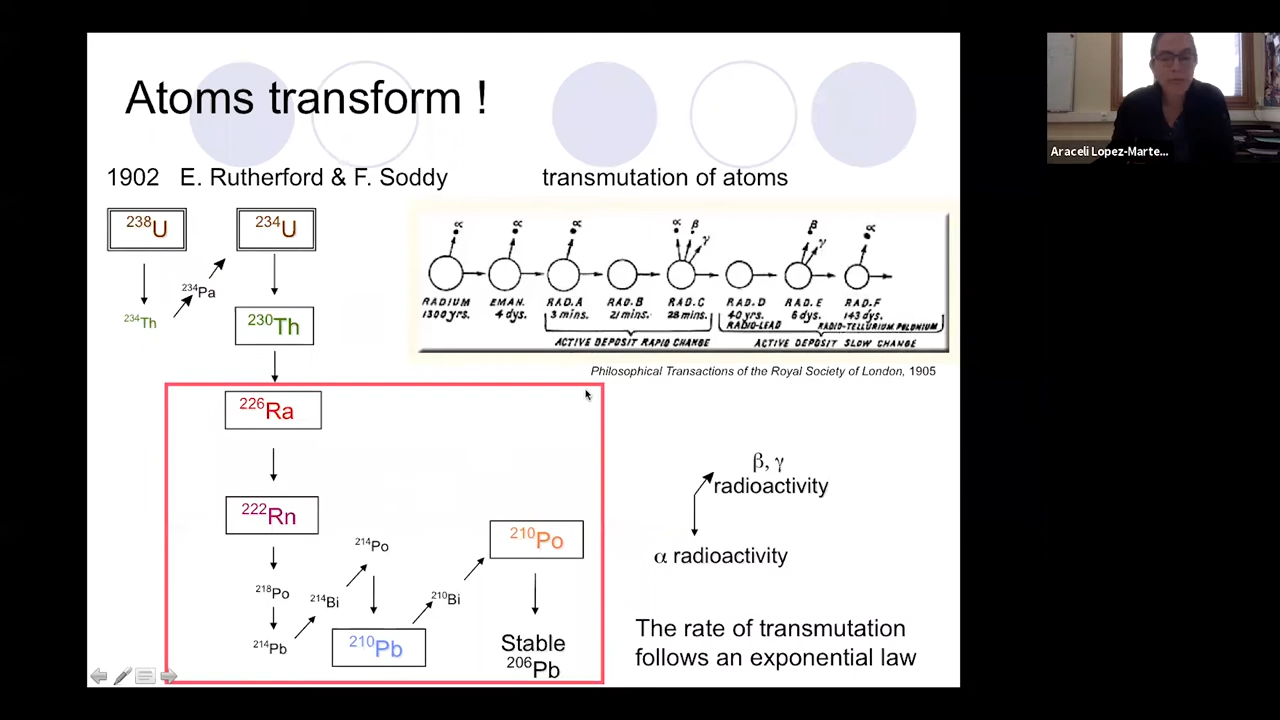 Atoms transform !
1902 E. Rutherford & F. Soddy
transmutation of atoms
²³⁸U
²³⁴U
²³⁴Pa
²³⁴Th
²³⁰Th
²²⁶Ra
²²²Rn
²¹⁸Po
²¹⁴Pb
²¹⁴Bi
²¹⁴Po
²¹⁰Pb
²¹⁰Bi
²¹⁰Po
Stable
²⁰⁶Pb
α α α α β γ β γ α
RADIUM EMAN. RAD.A RAD.B RAD.C RAD.D RAD.E RAD.F
1300 yrs. 4 dys. 3 mins. 21 mins. 28 mins. 40 yrs. 6 dys. 143 dys.
RADIO-LEAD RADIO-TELLURIUM POLONIUM
ACTIVE DEPOSIT RAPID CHANGE ACTIVE DEPOSIT SLOW CHANGE
Philosophical Transactions of the Royal Society of London, 1905
β, γ
radioactivity
α radioactivity
The rate of transmutation
follows an exponential law
Araceli Lopez-Marte...